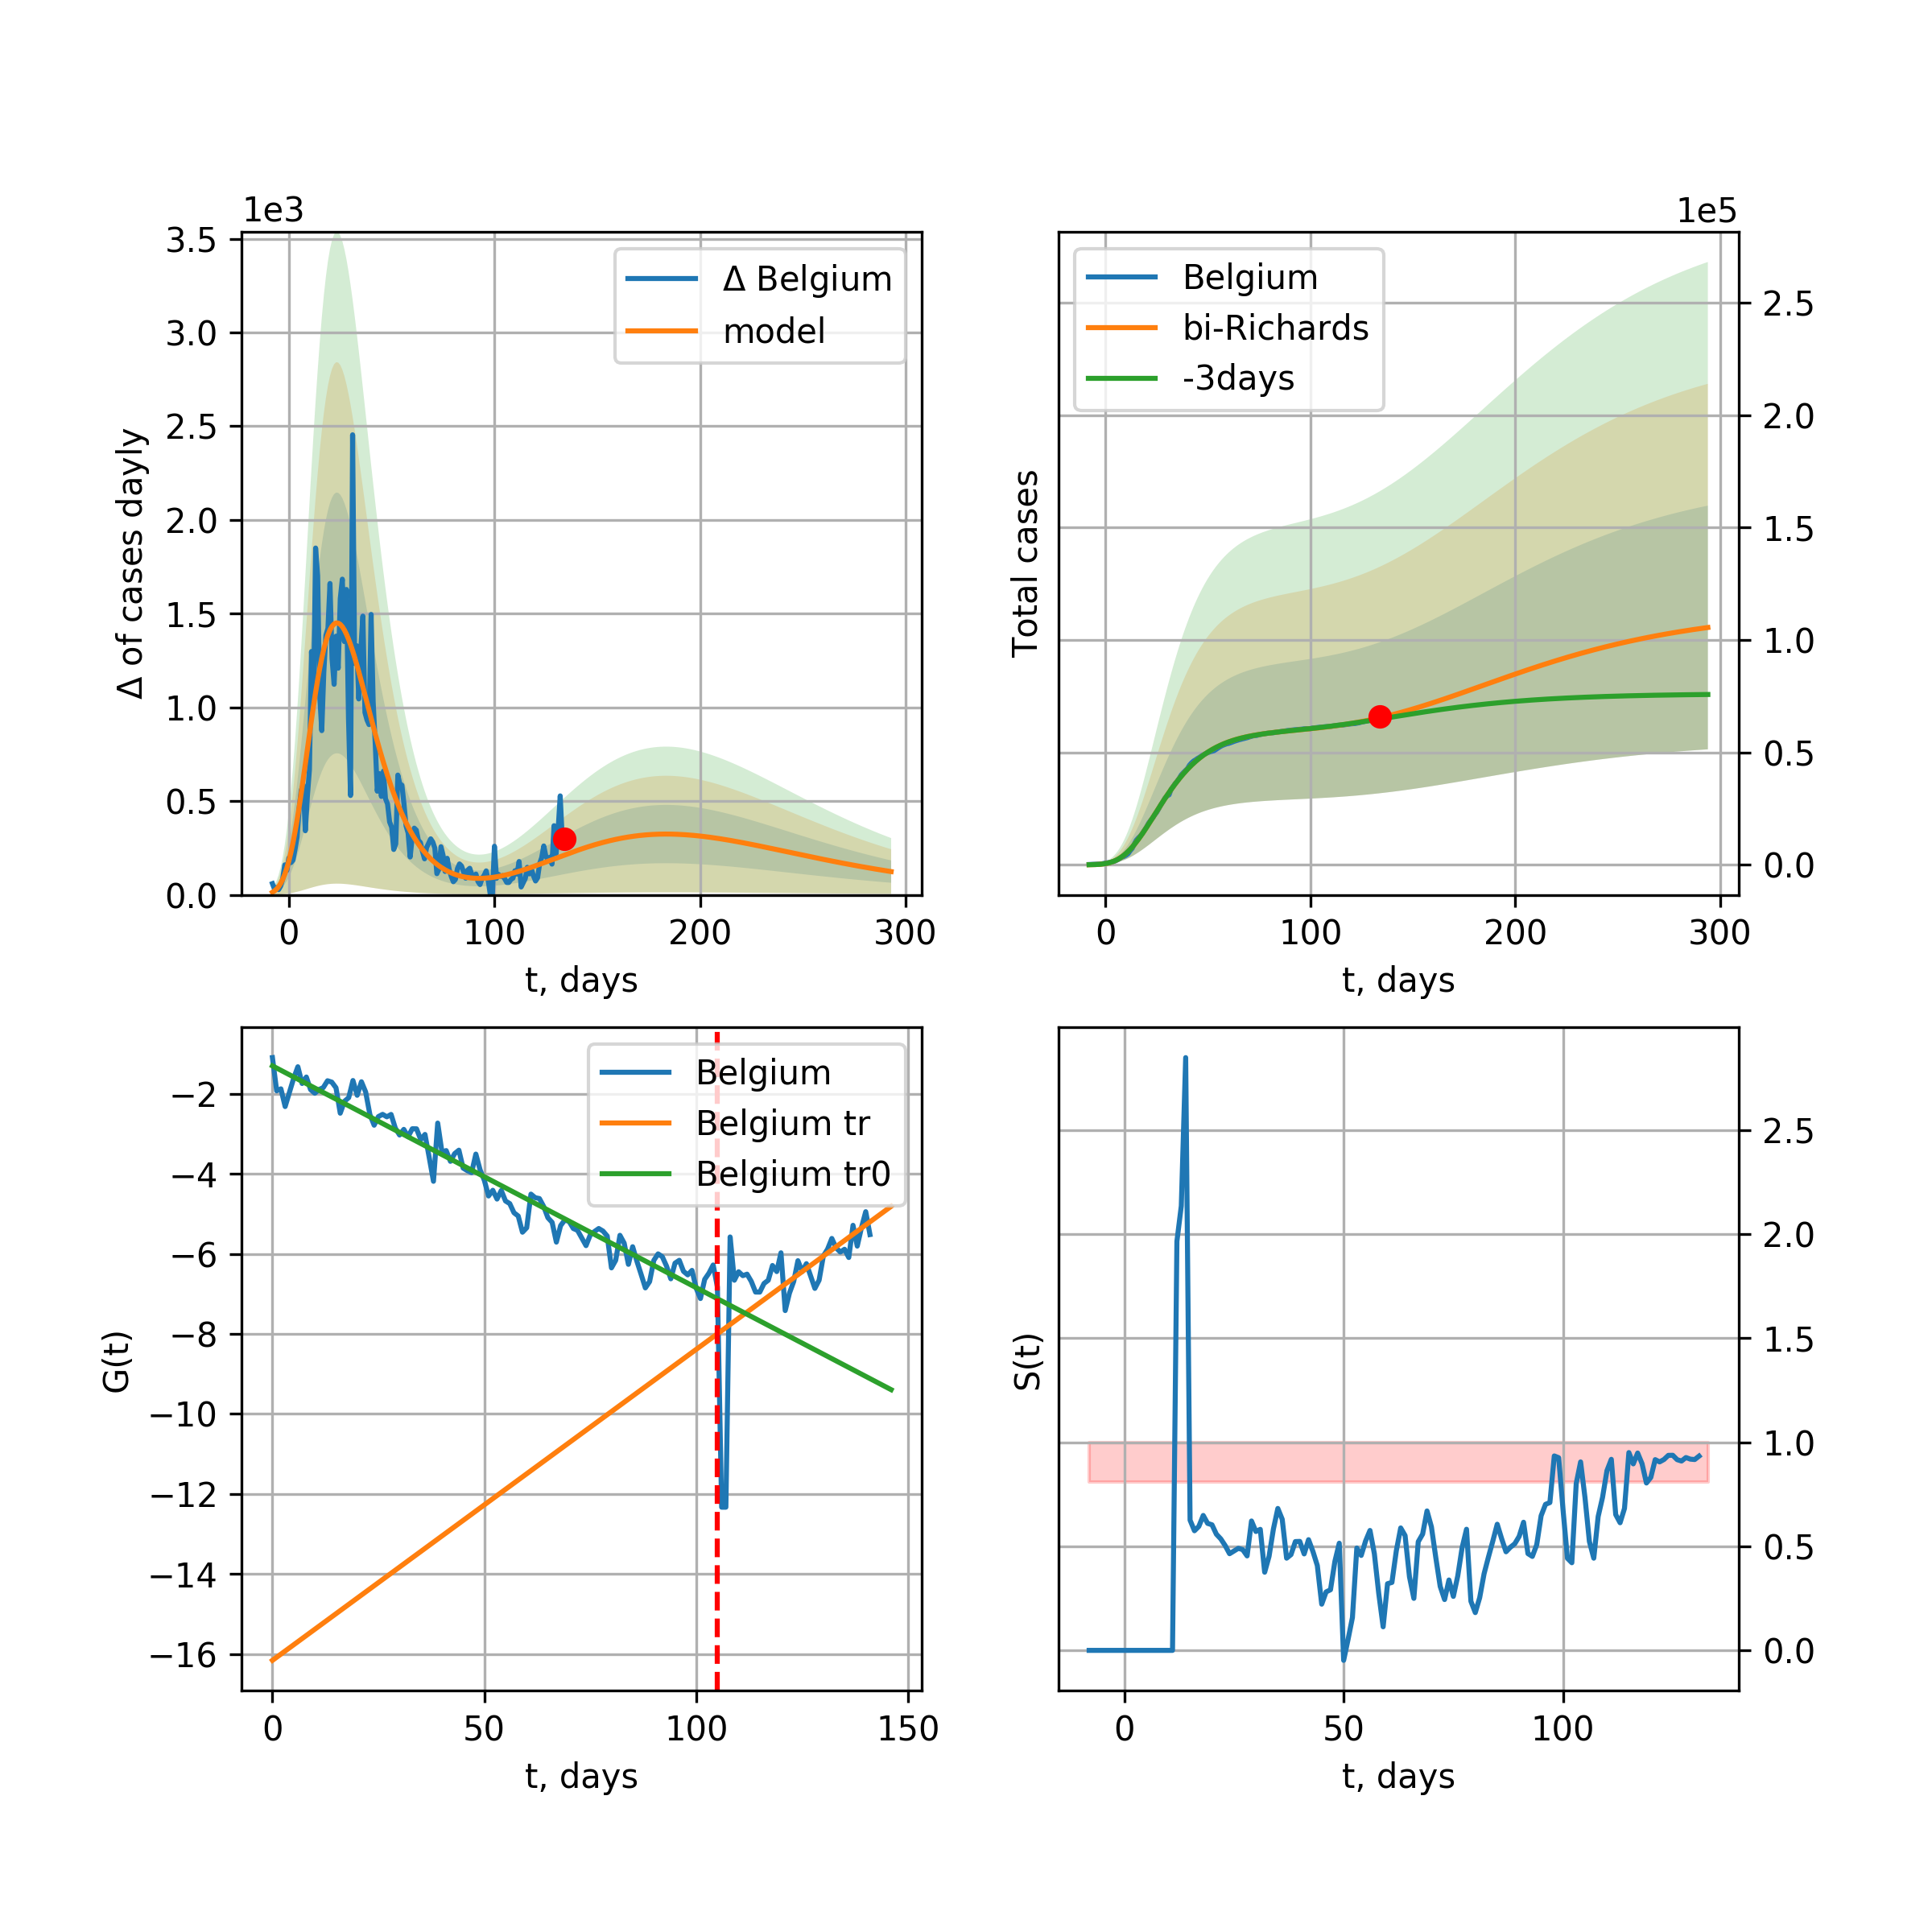 1e3
3.5
3.0
2.5
2.0
1.5
1.0
0.5
0.0
Δ of cases dayly
Δ Belgium
model
0
100
200
300
t, days
1e5
Total cases
Belgium
bi-Richards
-3days
2.5
2.0
1.5
1.0
0.5
0.0
0
100
200
300
t, days
−2
−4
−6
−8
−10
−12
−14
−16
G(t)
Belgium
Belgium tr
Belgium tr0
0
50
100
150
t, days
S(t)
2.5
2.0
1.5
1.0
0.5
0.0
0
50
100
t, days